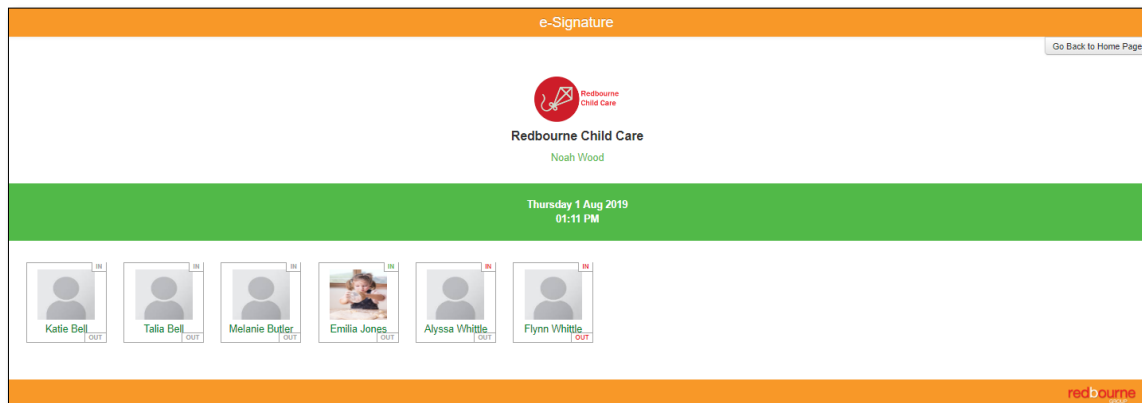 e-Signature
Go Back to Home Page
Redbourne
Child Care
Redbourne Child Care
Noah Wood
Thursday 1 Aug 2019
01:11 PM
IN IN IN IN IN IN
Katie Bell Talia Bell Melanie Butler Emilia Jones Alyssa Whittle Flynn Whittle
OUT OUT OUT OUT OUT OUT
redbourne